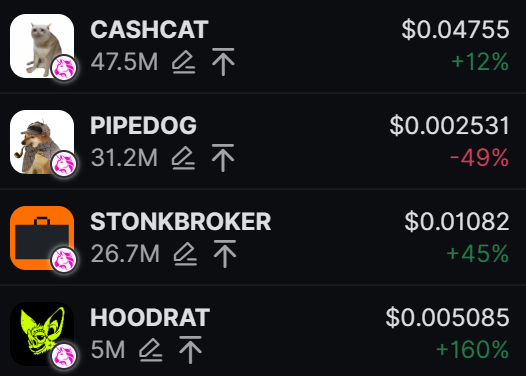 CASHCAT $0.04755
47.5M +12%
PIPEDOG $0.002531
31.2M -49%
STONKBROKER $0.01082
26.7M +45%
HOODRAT $0.005085
5M +160%